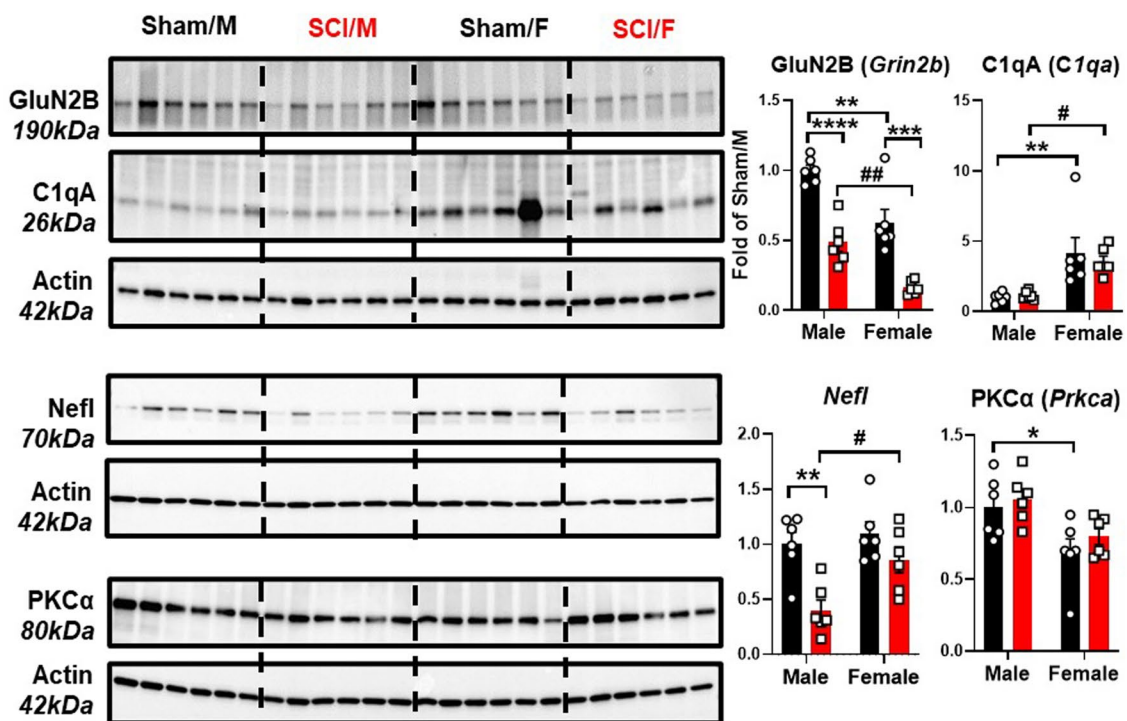 Sham/M SCI/M Sham/F SCI/F
GluN2B
190kDa
C1qA
26kDa
Actin
42kDa
Nefl
70kDa
Actin
42kDa
PKCα
80kDa
Actin
42kDa
GluN2B (Grin2b)
Fold of Sham/M
1.5
1.0
0.5
0.0
**
****
***
##
Male Female
C1qA (C1qa)
15
10
5
0
#
**
Male Female
Nefl
2.0
1.5
1.0
0.5
0.0
#
**
Male Female
PKCα (Prkca)
1.5
1.0
0.5
0.0
*
Male Female